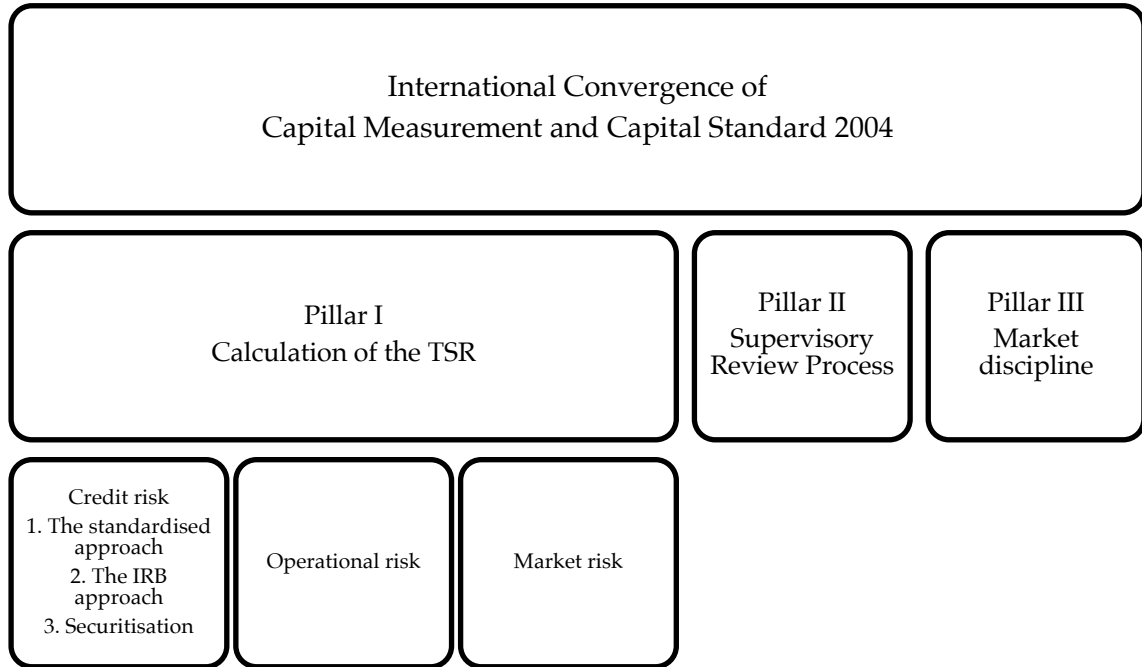 International Convergence of
Capital Measurement and Capital Standard 2004
Pillar I
Calculation of the TSR
Pillar II
Supervisory
Review Process
Pillar III
Market
discipline
Credit risk
1. The standardised
approach
2. The IRB
approach
3. Securitisation
Operational risk
Market risk